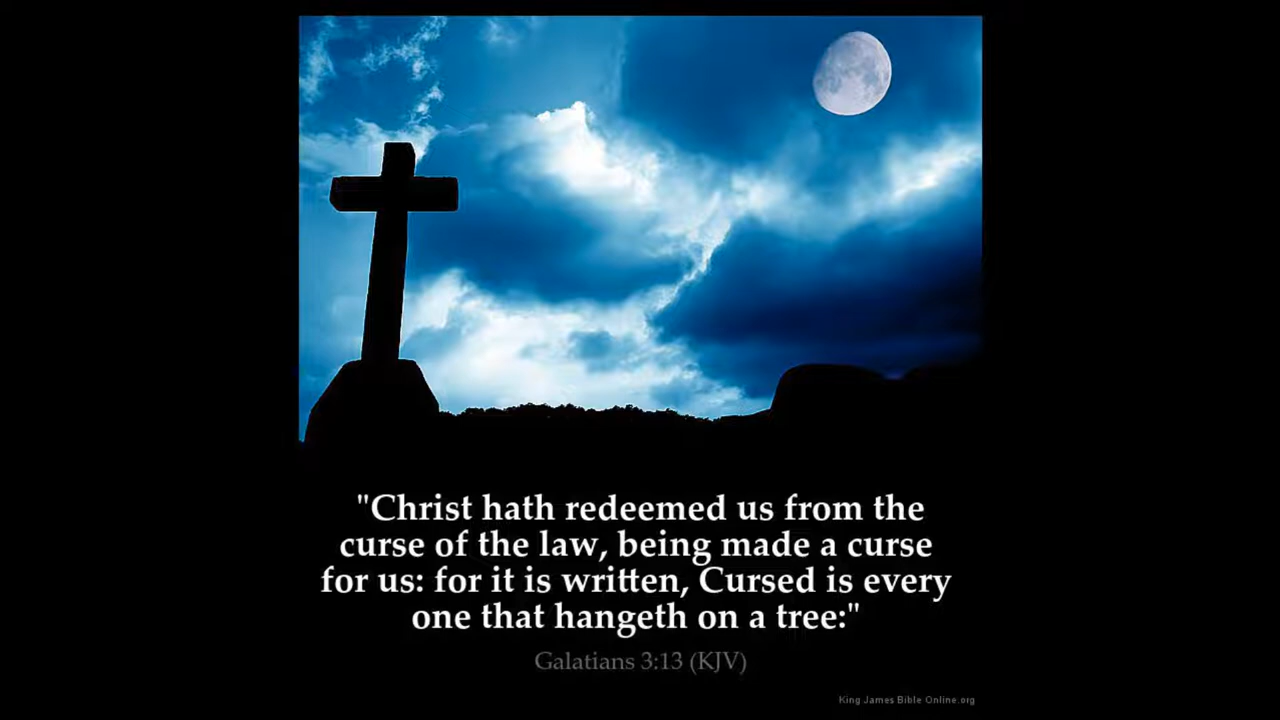 "Christ hath redeemed us from the
curse of the law, being made a curse
for us: for it is written, Cursed is every
one that hangeth on a tree:"
Galatians 3:13 (KJV)
King James Bible Online.org